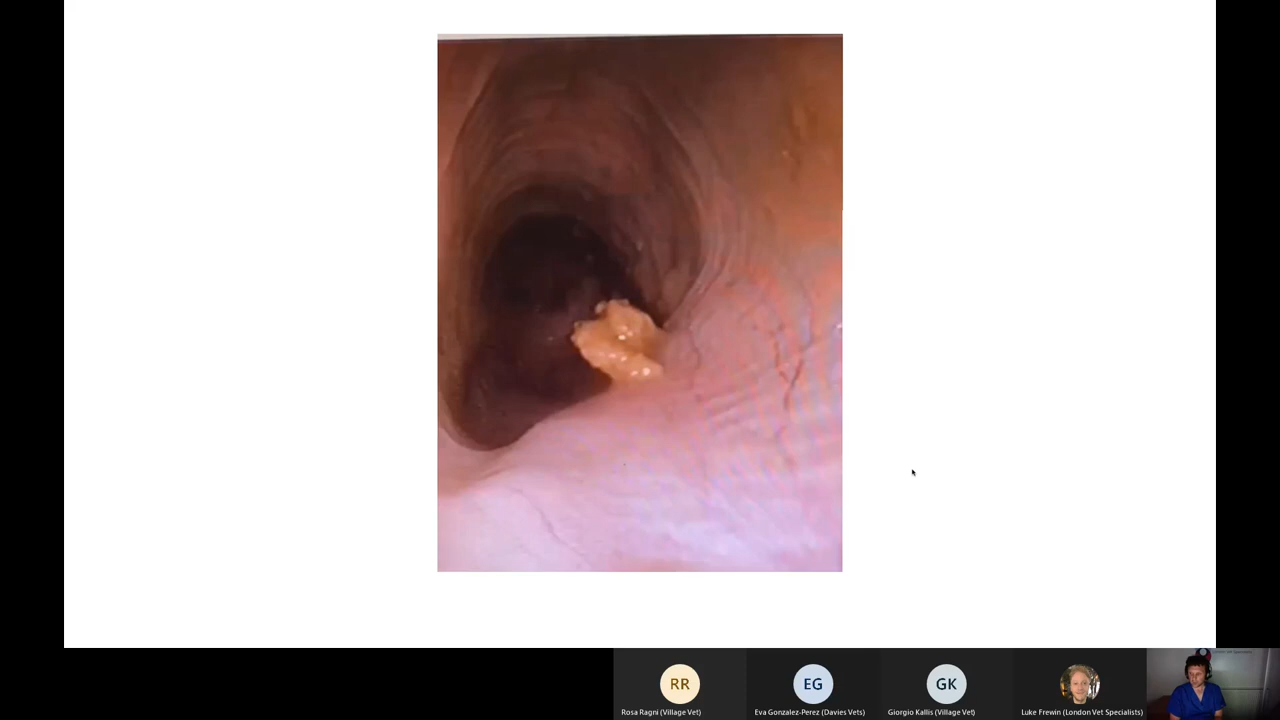 RR
Rosa Ragni (Village Vet)
EG
Eva Gonzalez-Perez (Davies Vets)
GK
Giorgio Kallis (Village Vet)
Luke Frewin (London Vet Specialists)